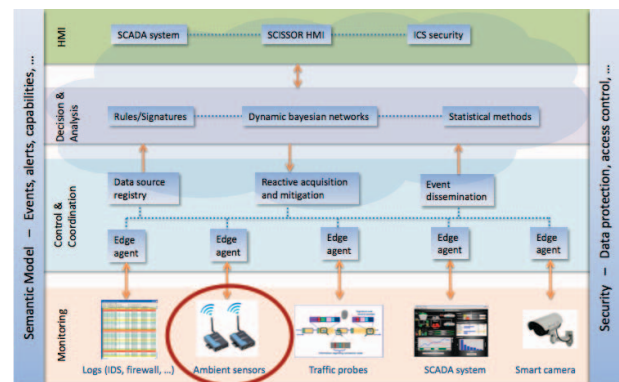 HMI
SCADA system
SCISSOR HMI
ICS security
Decision &
Analysis
Rules/Signatures
Dynamic bayesian networks
Statistical methods
Control &
Coordination
Data source
registry
Reactive acquisition
and mitigation
Event
dissemination
Edge
agent
Edge
agent
Edge
agent
Edge
agent
Edge
agent
Monitoring
Logs (IDS, firewall, ...)
Ambient sensors
Traffic probes
SCADA system
Smart camera
Semantic Model – Events, alerts, capabilities, ...
Security – Data protection, access control, ...